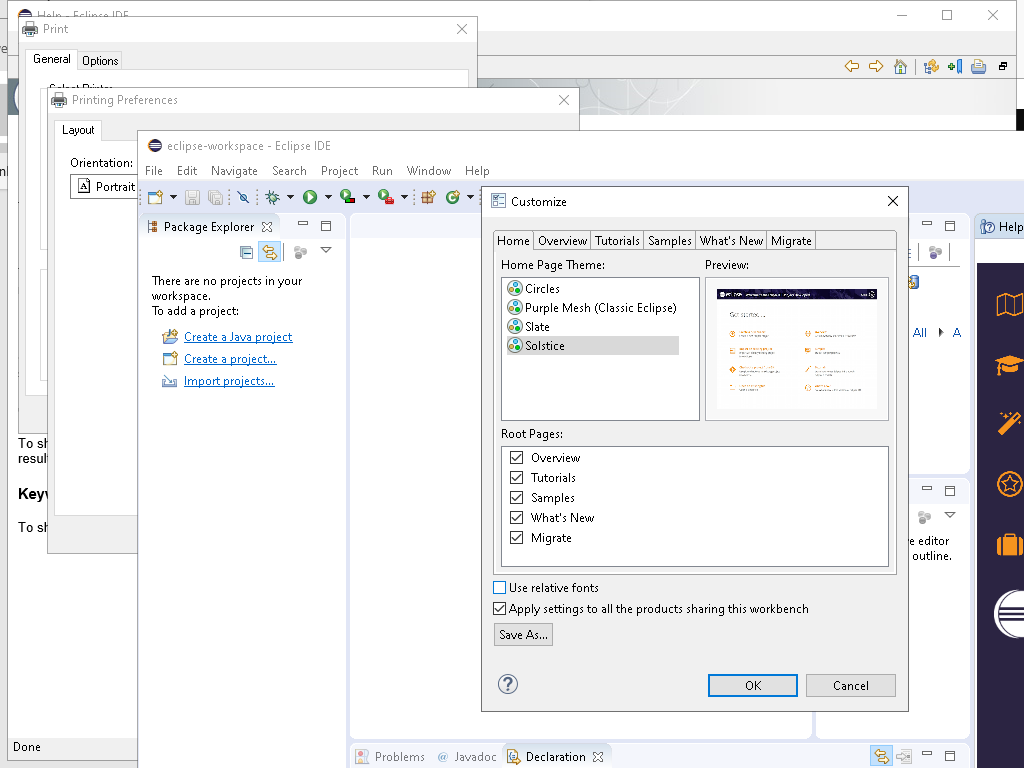 Help - Eclipse IDE
Print
General
Options
Printing Preferences
Layout
Orientation:
Portrait
eclipse-workspace - Eclipse IDE
File Edit Navigate Search Project Run Window Help
Package Explorer
There are no projects in your
workspace.
To add a project:
Create a Java project
Create a project...
Import projects...
Customize
Home Overview Tutorials Samples What's New Migrate
Home Page Theme:
Preview:
Circles
Purple Mesh (Classic Eclipse)
Slate
Solstice
Root Pages:
Overview
Tutorials
Samples
What's New
Migrate
Use relative fonts
Apply settings to all the products sharing this workbench
Save As...
OK
Cancel
Help
All
A
editor
outline.
To sh
resul
Keyw
To sh
Done
Problems
Javadoc
Declaration